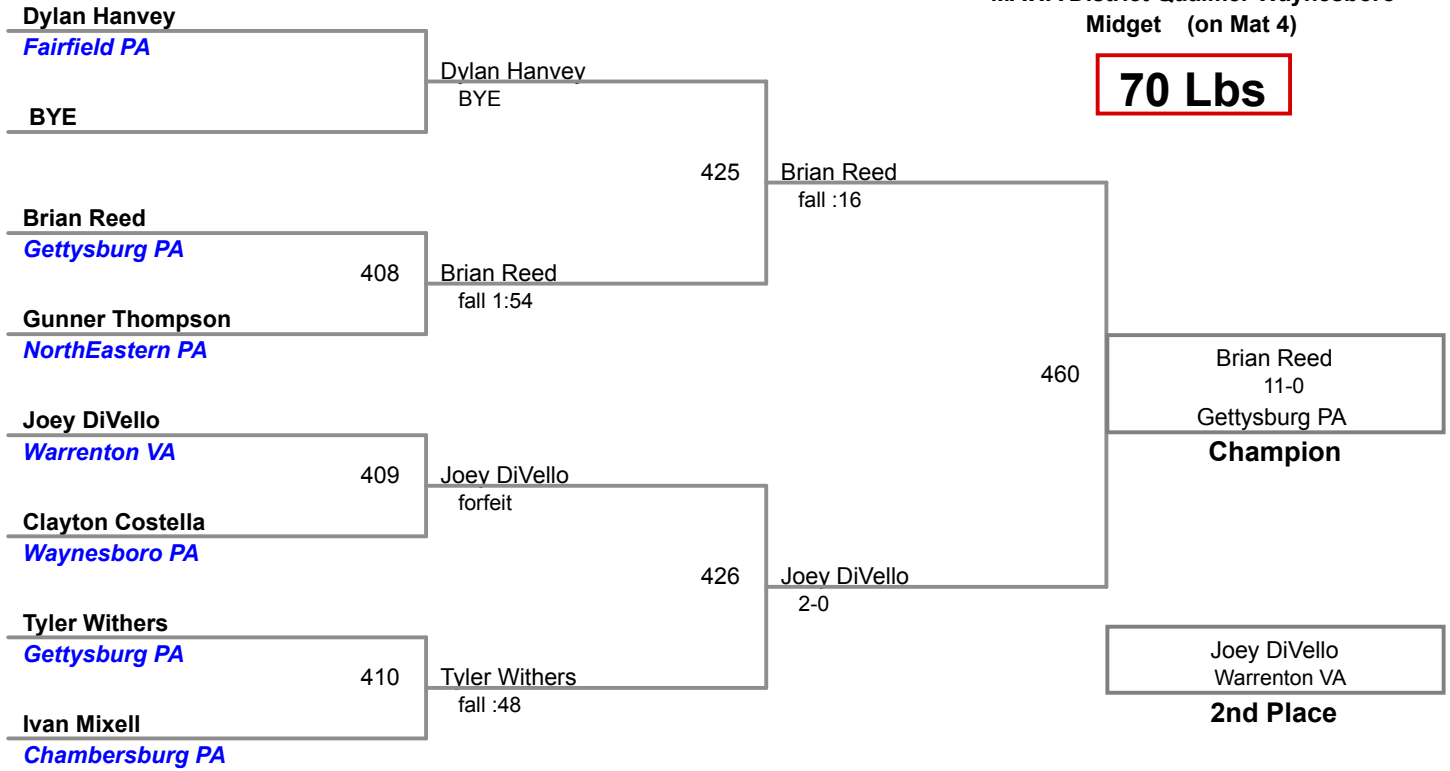 Midget (on Mat 4)
70 Lbs
Dylan Hanvey
Fairfield PA
BYE
Brian Reed
Gettysburg PA
408
Gunner Thompson
NorthEastern PA
Joey DiVello
Warrenton VA
409
Clayton Costella
Waynesboro PA
Tyler Withers
Gettysburg PA
410
Ivan Mixell
Chambersburg PA
Dylan Hanvey
BYE
425
Brian Reed
fall 1:54
Joey DiVello
forfeit
426
Tyler Withers
fall :48
Brian Reed
fall :16
460
Joey DiVello
2-0
Brian Reed
11-0
Gettysburg PA
Champion
Joey DiVello
Warrenton VA
2nd Place